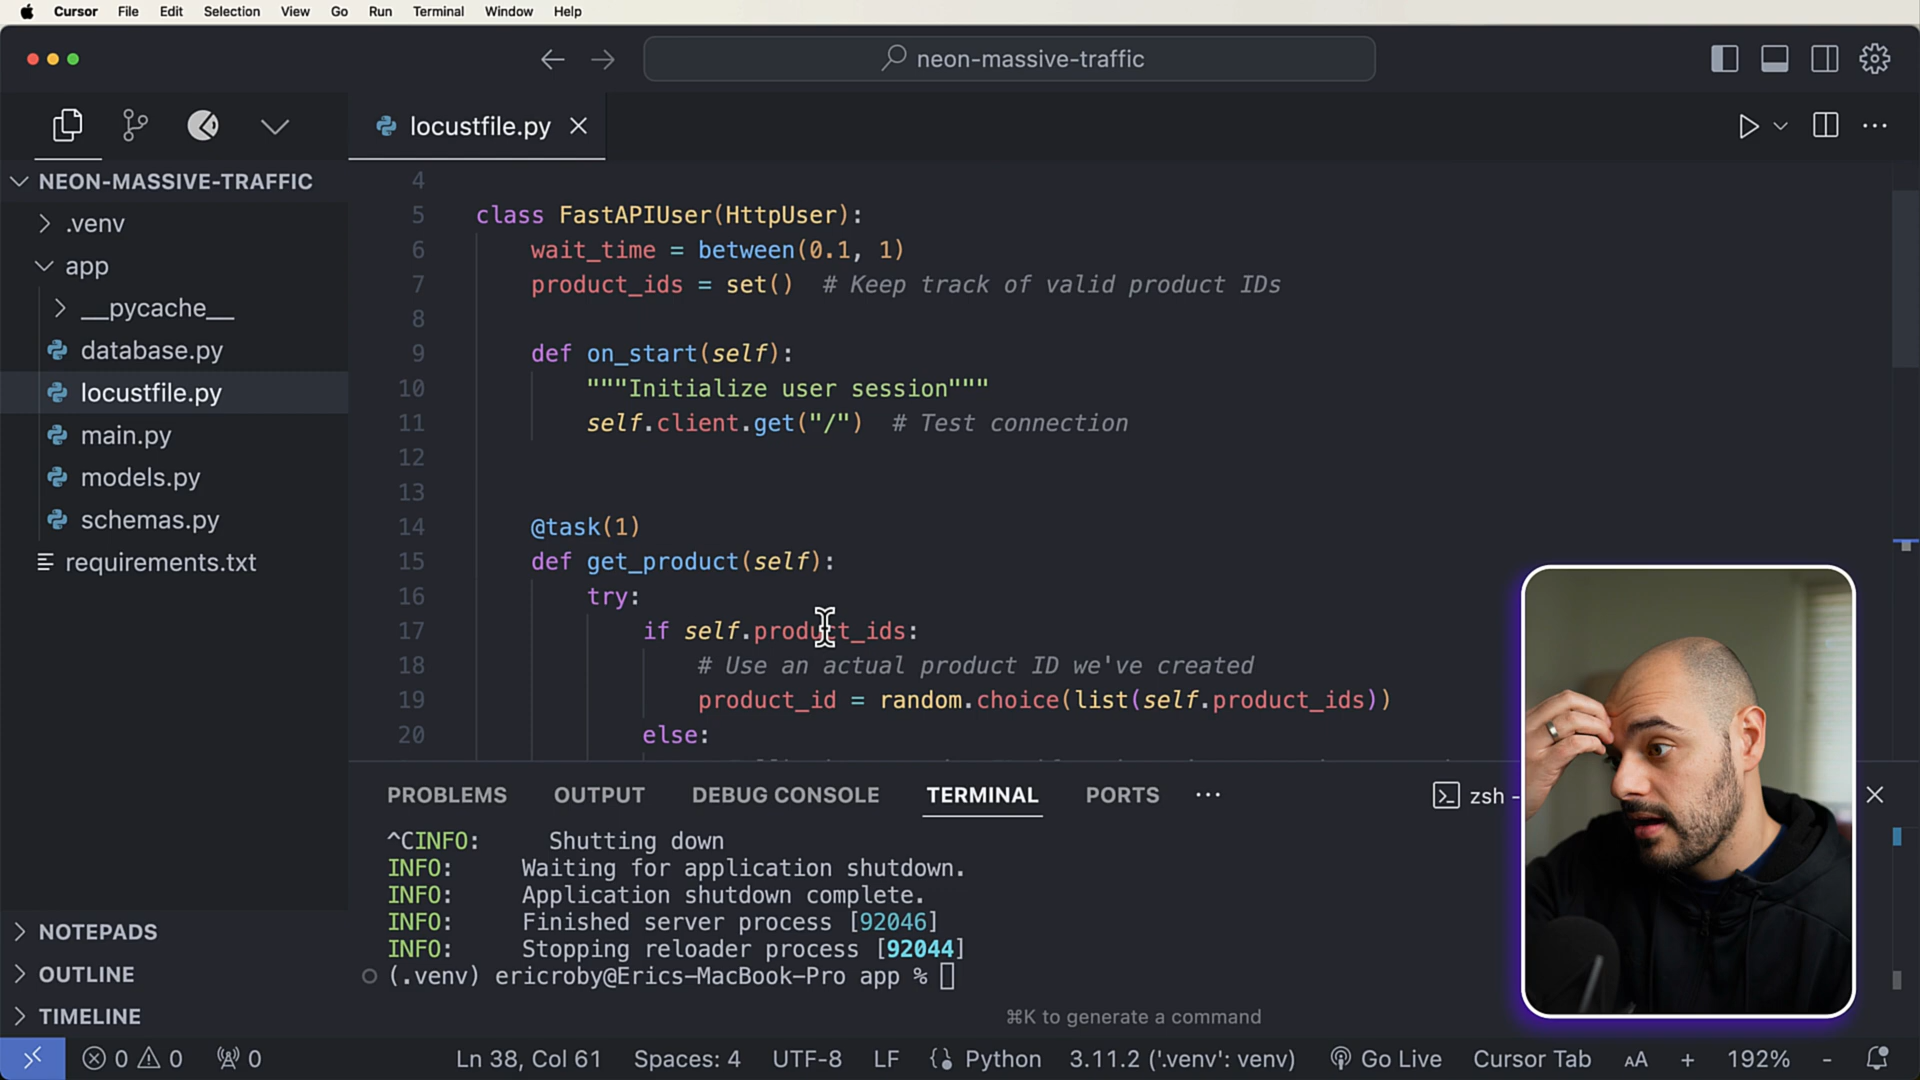 Cursor File Edit Selection View Go Run Terminal Window Help
neon-massive-traffic
locustfile.py
NEON-MASSIVE-TRAFFIC
.venv
app
__pycache__
database.py
locustfile.py
main.py
models.py
schemas.py
requirements.txt
NOTEPADS
OUTLINE
TIMELINE
4
5 class FastAPIUser(HttpUser):
6 wait_time = between(0.1, 1)
7 product_ids = set() # Keep track of valid product IDs
8
9 def on_start(self):
10 """Initialize user session"""
11 self.client.get("/") # Test connection
12
13
14 @task(1)
15 def get_product(self):
16 try:
17 if self.product_ids:
18 # Use an actual product ID we've created
19 product_id = random.choice(list(self.product_ids))
20 else:
PROBLEMS OUTPUT DEBUG CONSOLE TERMINAL PORTS ··· zsh -
^CINFO: Shutting down
INFO: Waiting for application shutdown.
INFO: Application shutdown complete.
INFO: Finished server process [92046]
INFO: Stopping reloader process [92044]
(.venv) ericroby@Erics-MacBook-Pro app %
⌘K to generate a command
0 0 0 Ln 38, Col 61 Spaces: 4 UTF-8 LF Python 3.11.2 ('.venv': venv) Go Live Cursor Tab AA + 192% -